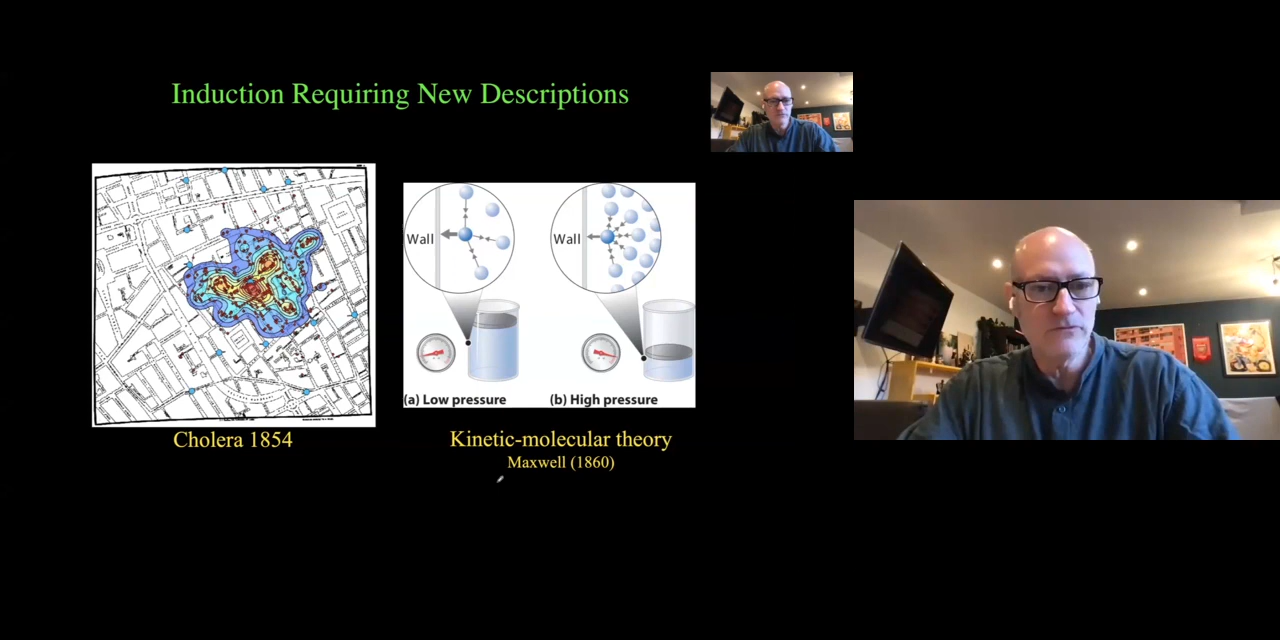 Induction Requiring New Descriptions
Wall
Wall
(a) Low pressure
(b) High pressure
Cholera 1854
Kinetic-molecular theory
Maxwell (1860)